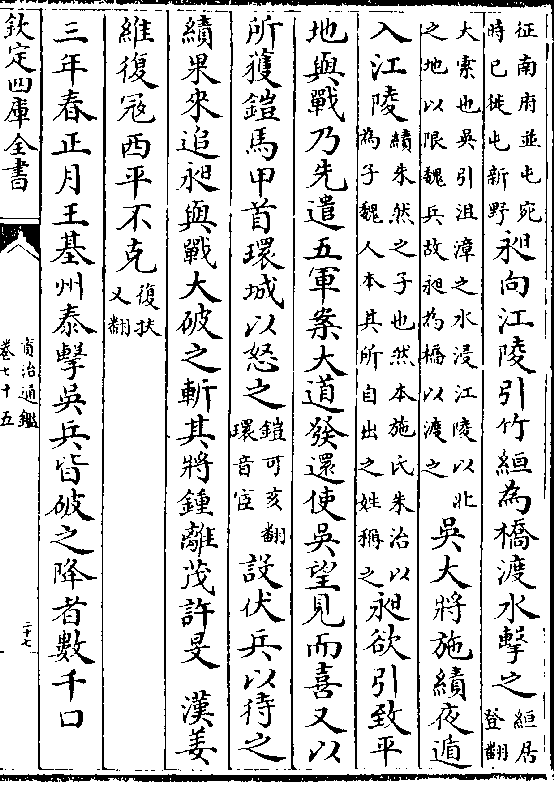 征南府並屯宛時已徙屯新野昶向江陵引竹絙為橋渡水擊之絙居登翻
大索也吳引沮漳之水浸江陵以北之地以限魏兵故昶為橋以渡之吳大將施績夜遁
入江陵績朱然之子也然本施氏朱治以為子魏人本其所自出之姓稱之昶欲引致平
地與戰乃先遣五軍案大道發還使吳望見而喜又以
所獲鎧馬甲首環城以怒之鎧可亥翻環音宦設伏兵以待之
績果來追昶與戰大破之斬其將鍾離茂許旻 漢姜
維復寇西平不克復扶又翻
三年春正月王基州泰擊吳兵皆破之降者數千口
欽定四庫全書
資治通鑑
卷七十五
二十七